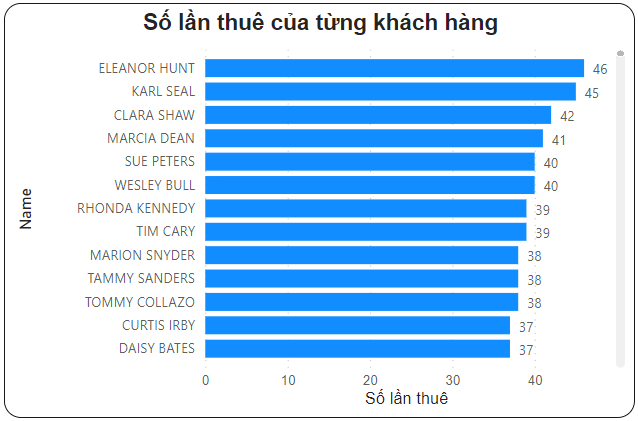 Số lần thuê của từng khách hàng
Name
ELEANOR HUNT 46
KARL SEAL 45
CLARA SHAW 42
MARCIA DEAN 41
SUE PETERS 40
WESLEY BULL 40
RHONDA KENNEDY 39
TIM CARY 39
MARION SNYDER 38
TAMMY SANDERS 38
TOMMY COLLAZO 38
CURTIS IRBY 37
DAISY BATES 37
0 10 20 30 40
Số lần thuê